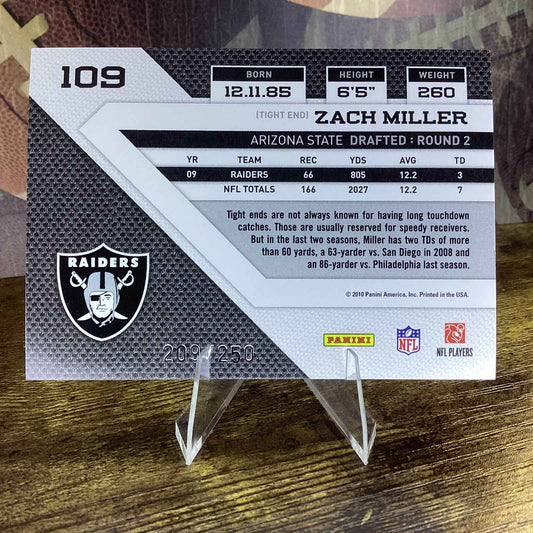 109
BORN HEIGHT WEIGHT
12.11.85 6'5" 260
(TIGHT END) ZACH MILLER
ARIZONA STATE DRAFTED : ROUND 2
YR TEAM REC YDS AVG TD
09 RAIDERS 66 805 12.2 3
NFL TOTALS 166 2027 12.2 7
Tight ends are not always known for having long touchdown
catches. Those are usually reserved for speedy receivers.
But in the last two seasons, Miller has two TDs of more
than 60 yards, a 63-yarder vs. San Diego in 2008 and
an 86-yarder vs. Philadelphia last season.
RAIDERS
© 2010 Panini America, Inc. Printed in the USA.
PANINI
NFL
NFL PLAYERS
209/250